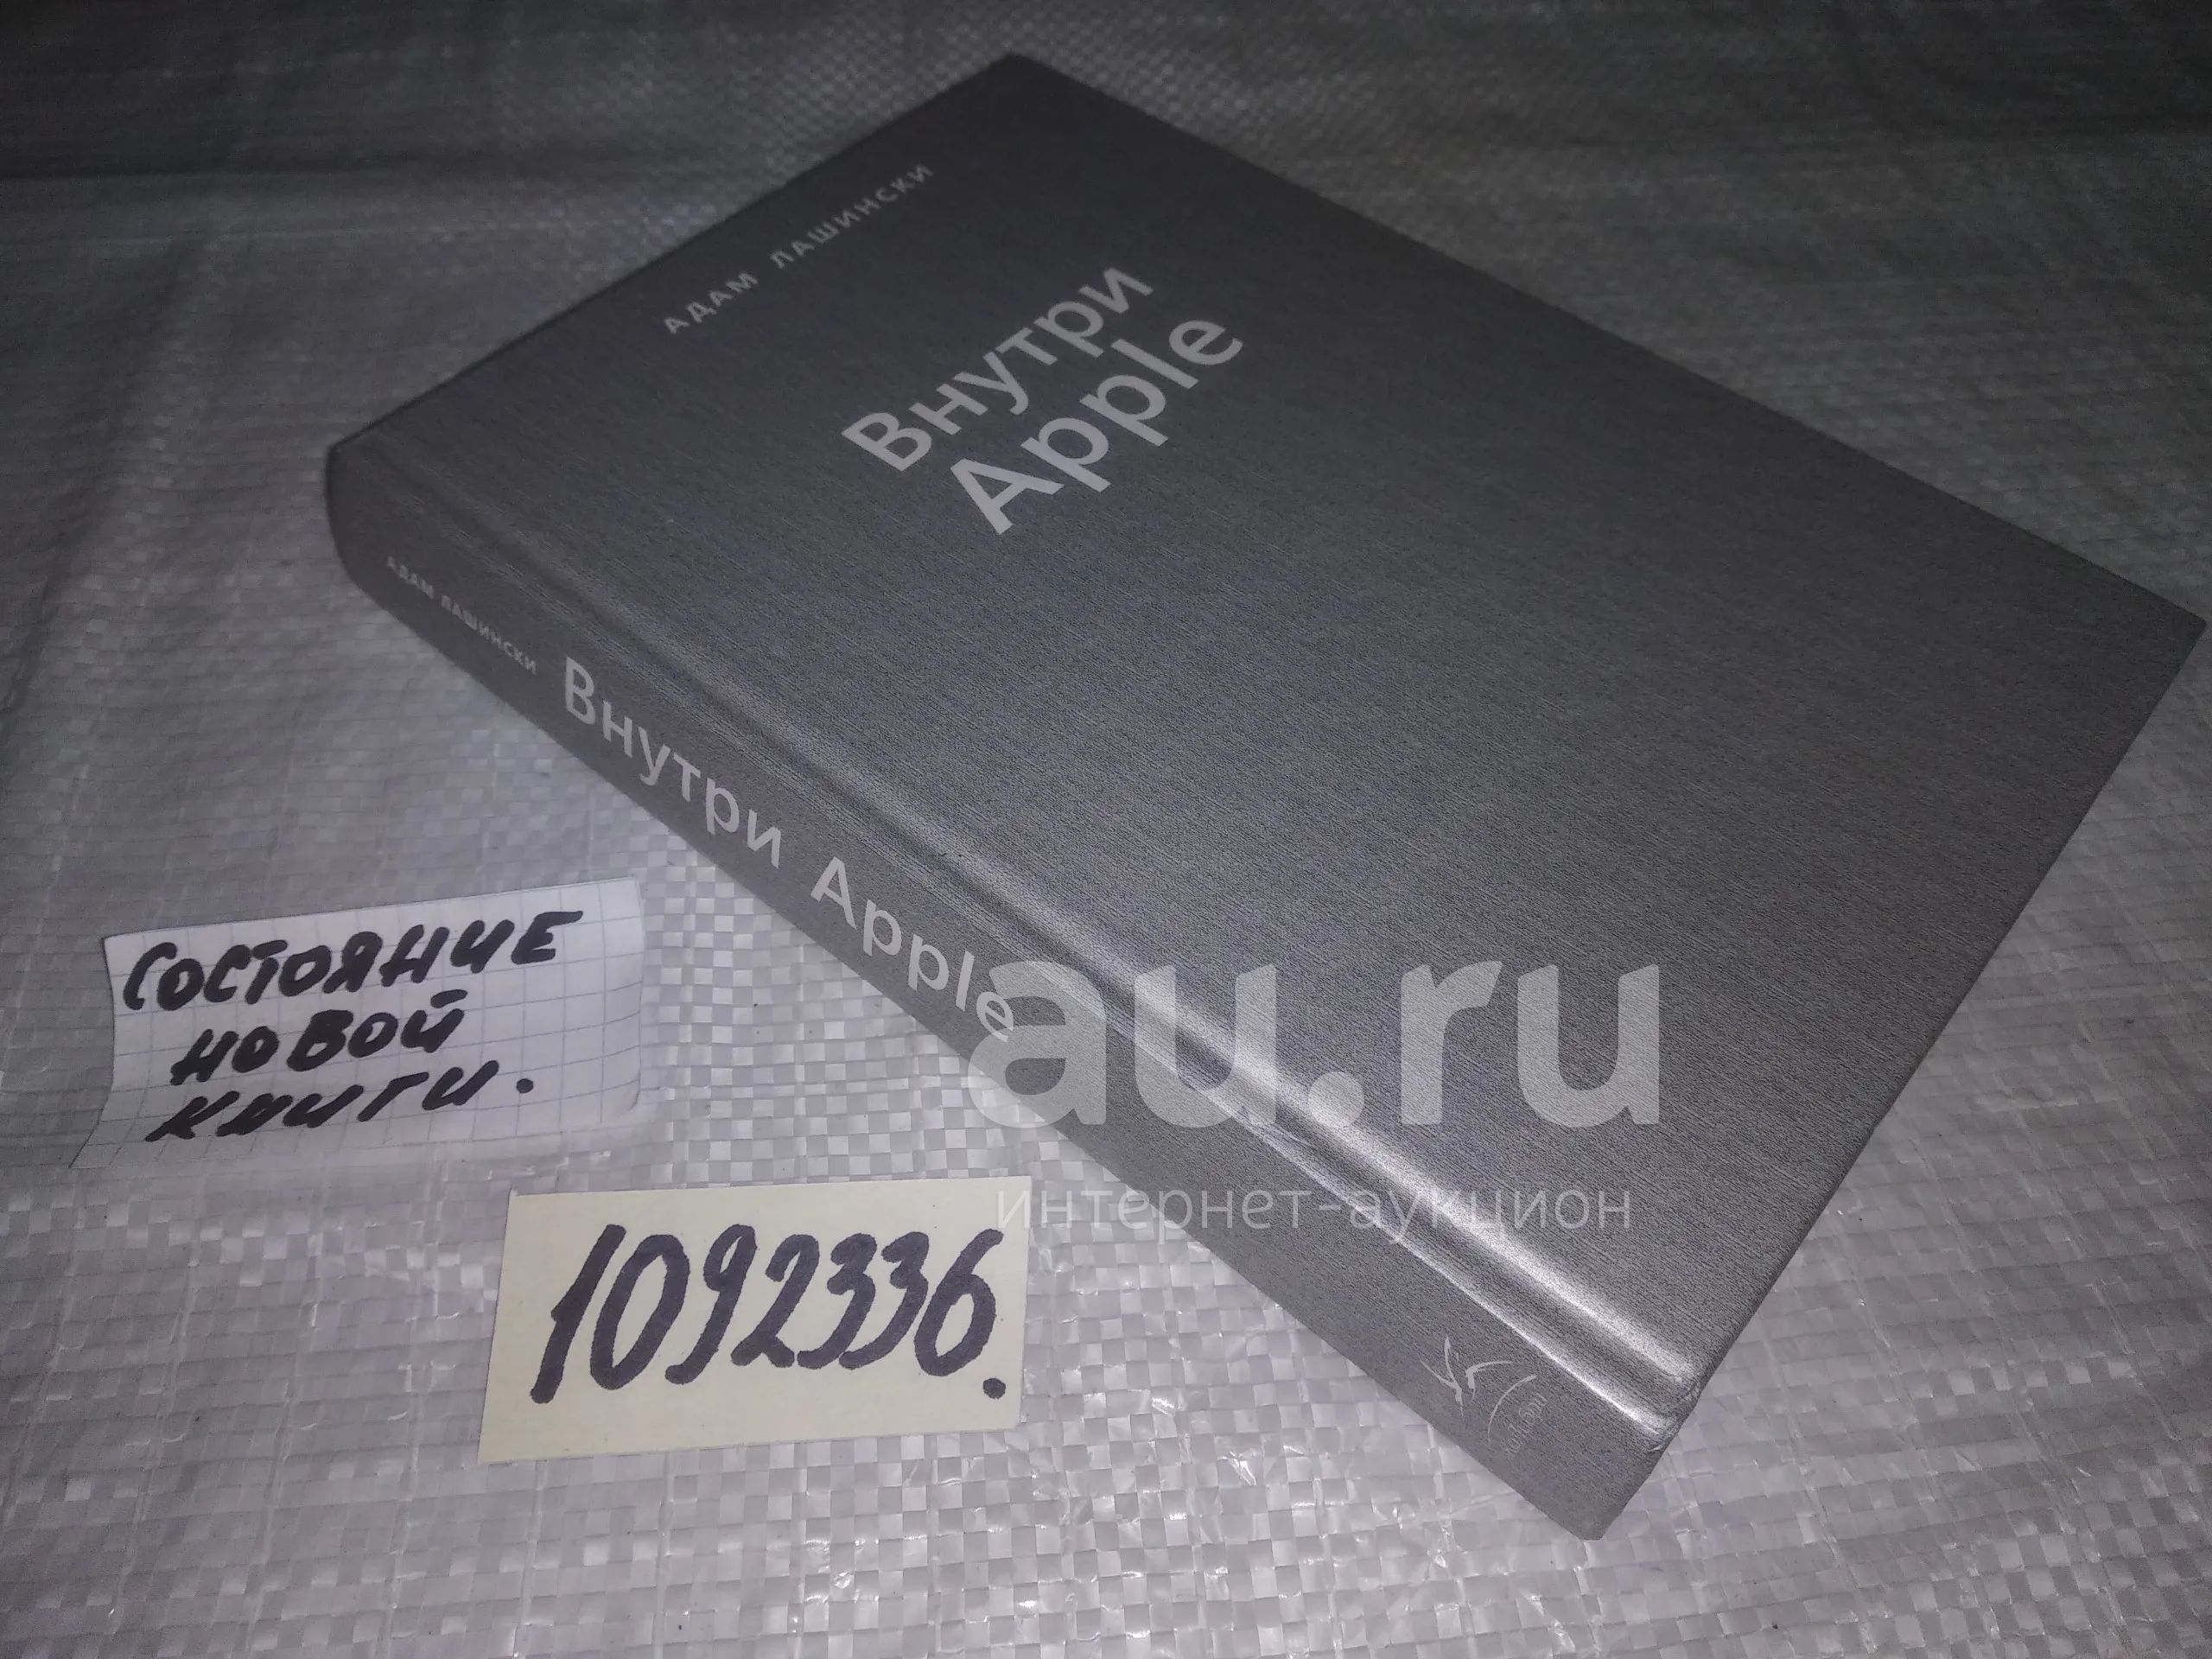 АДАМ ЛАШИНСКИ
Внутри
Apple
АДАМ ЛАШИНСКИ Внутри Apple
СОСТОЯНИЕ
НОВОЙ
КНИГИ.
1092336.
au.ru
интернет-аукцион